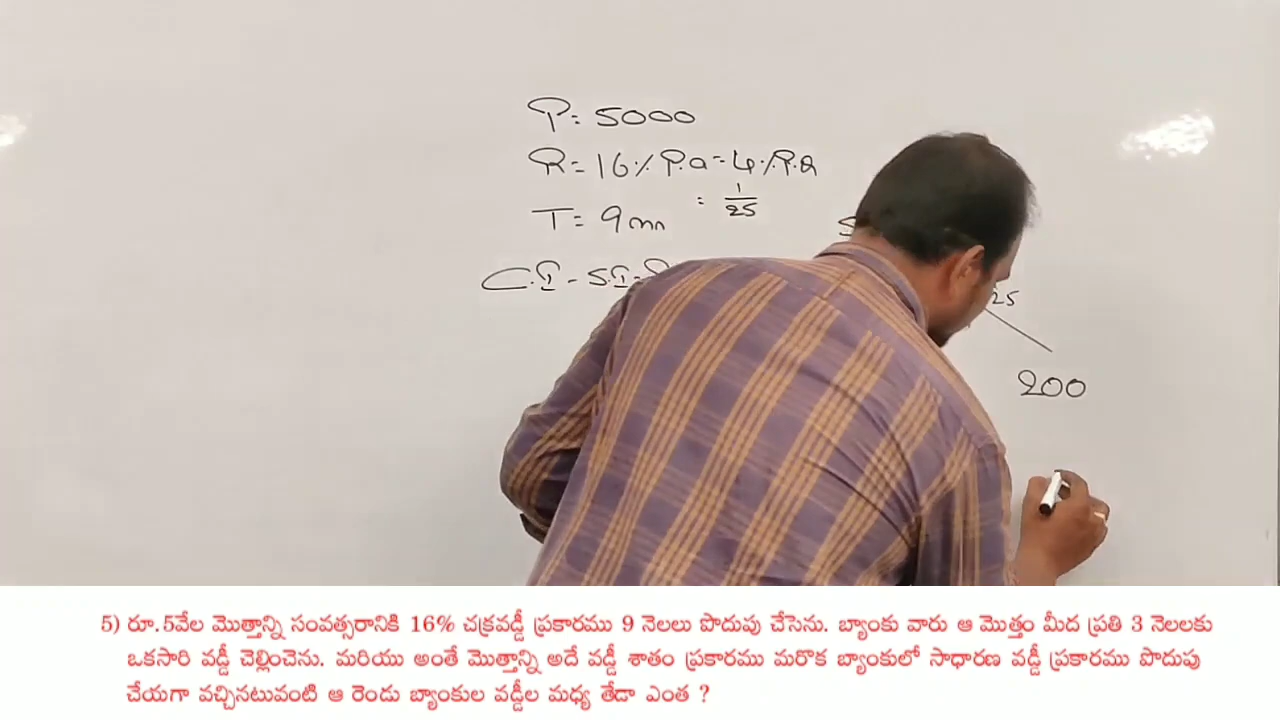 P = 5000
R = 16% P.a = 4% P.Q
= 1/25
T = 9m
C.I - S.I =
25
200
5) రూ.5వేల మొత్తాన్ని సంవత్సరానికి 16% చక్రవడ్డీ ప్రకారము 9 నెలలు పొదుపు చేసెను. బ్యాంకు వారు ఆ మొత్తం మీద ప్రతి 3 నెలలకు
ఒకసారి వడ్డీ చెల్లించెను. మరియు అంతే మొత్తాన్ని అదే వడ్డీ శాతం ప్రకారము మరొక బ్యాంకులో సాధారణ వడ్డీ ప్రకారము పొదుపు
చేయగా వచ్చినటువంటి ఆ రెండు బ్యాంకుల వడ్డీల మధ్య తేడా ఎంత ?